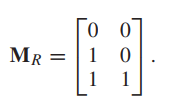 0 0
M_R = 1 0 .
1 1